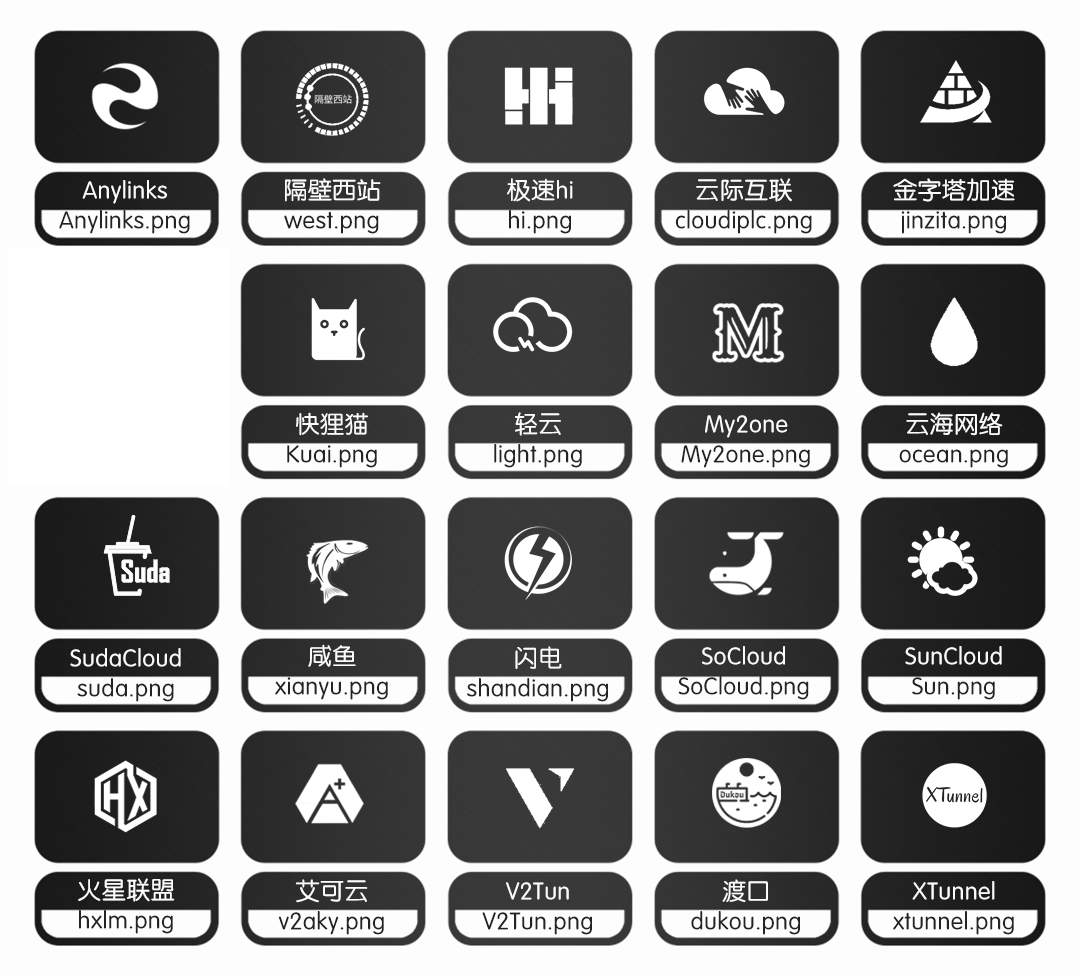 隔壁西站
Hi
Anylinks
Anylinks.png
隔壁西站
west.png
极速hi
hi.png
云际互联
cloudiplc.png
金字塔加速
jinzita.png
M
快狸猫
Kuai.png
轻云
light.png
My2one
My2one.png
云海网络
ocean.png
Suda
SudaCloud
suda.png
咸鱼
xianyu.png
闪电
shandian.png
SoCloud
SoCloud.png
SunCloud
Sun.png
HX
A+
V
Dukou
XTunnel
火星联盟
hxlm.png
艾可云
v2aky.png
V2Tun
V2Tun.png
渡口
dukou.png
XTunnel
xtunnel.png